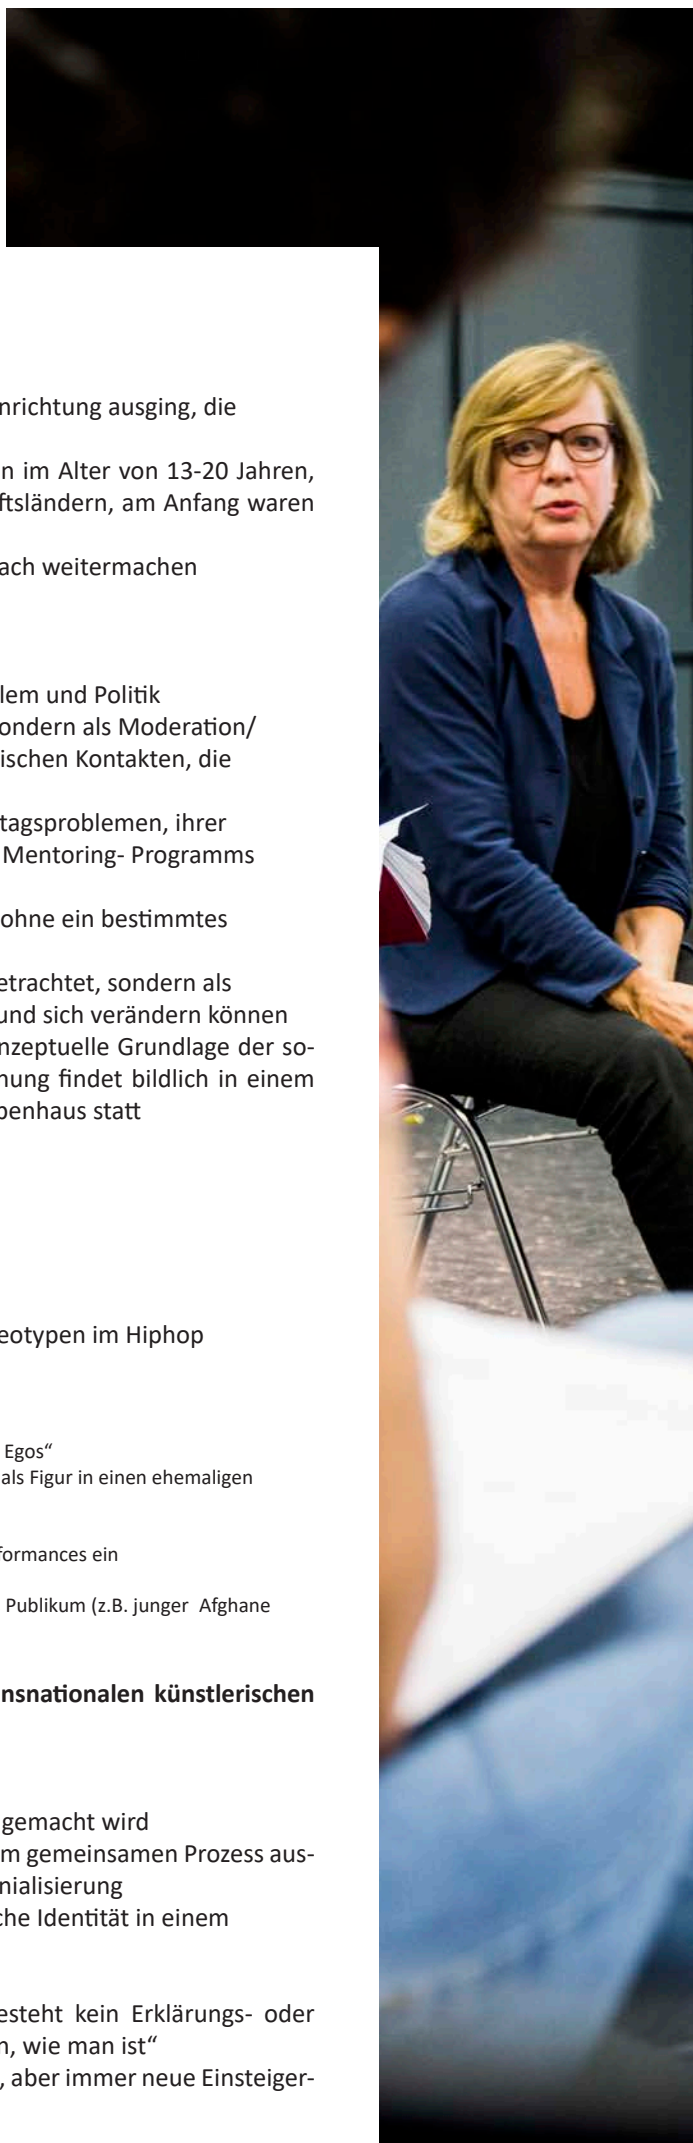 nrichtung ausging, die
n im Alter von 13-20 Jahren,
ftsländern, am Anfang waren
ach weitermachen
lem und Politik
ondern als Moderation/
ischen Kontakten, die
tagsproblemen, ihrer
Mentoring- Programms
ohne ein bestimmtes
etrachtet, sondern als
und sich verändern können
nzeptuelle Grundlage der so-
nung findet bildlich in einem
penhaus statt
eotypen im Hiphop
Egos“
als Figur in einen ehemaligen
formances ein
Publikum (z.B. junger Afghane
nsnationalen künstlerischen
gemacht wird
m gemeinsamen Prozess aus-
nialisierung
che Identität in einem
esteht kein Erklärungs- oder
n, wie man ist“
, aber immer neue Einsteiger-